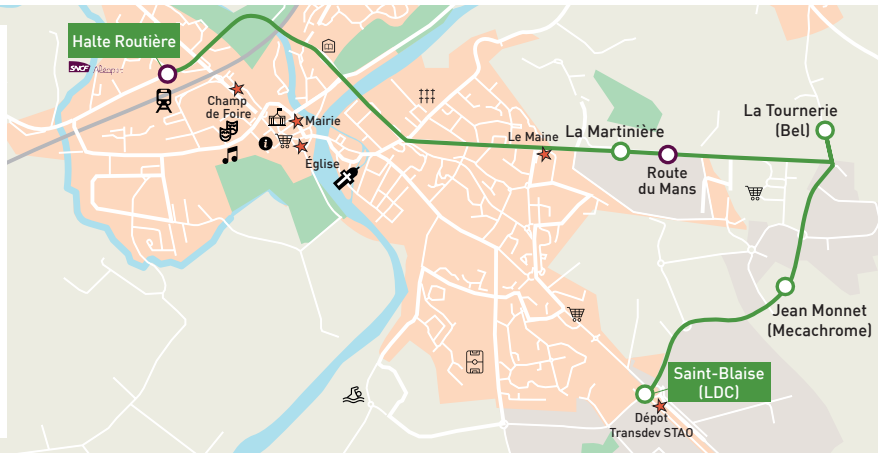 Halte Routière
SNCF
Champ
de Foire
Mairie
Église
Le Maine
La Martinière
Route
du Mans
La Tournerie
(Bel)
Jean Monnet
(Mecachrome)
Saint-Blaise
(LDC)
Dépot
Transdev STAO